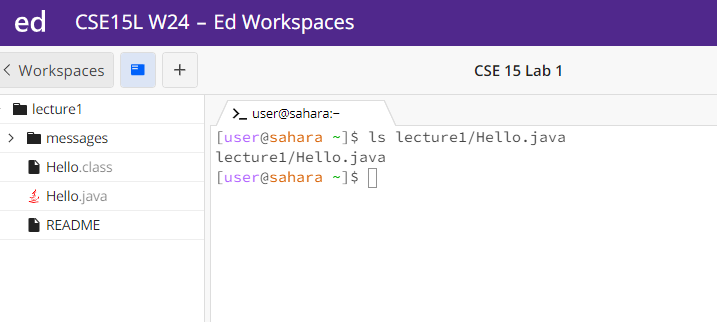 ed CSE15L W24 – Ed Workspaces
Workspaces
CSE 15 Lab 1
lecture1
messages
Hello.class
Hello.java
README
>_ user@sahara:~
[user@sahara ~]$ ls lecture1/Hello.java
lecture1/Hello.java
[user@sahara ~]$